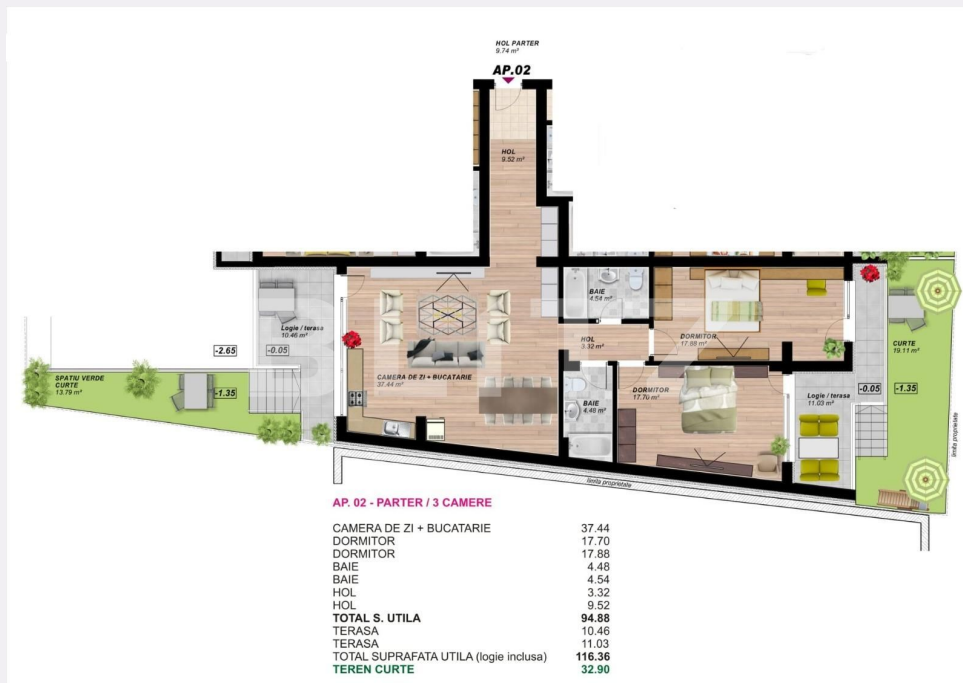 HOL PARTER
9.74 m²
AP.02
HOL
9.52 m²
BAIE
4.54 m²
Logie / terasa
10.46 m²
-2.65
-0.05
HOL
3.32 m²
DORMITOR
17.88 m²
CURTE
19.11 m²
SPATIU VERDE
CURTE
13.79 m²
-1.35
CAMERA DE ZI + BUCATARIE
37.44 m²
BAIE
4.48 m²
DORMITOR
17.70 m²
Logie / terasa
11.03 m²
-0.05
-1.35
limita proprietate
limita proprietate
AP. 02 - PARTER / 3 CAMERE
CAMERA DE ZI + BUCATARIE 37.44
DORMITOR 17.70
DORMITOR 17.88
BAIE 4.48
BAIE 4.54
HOL 3.32
HOL 9.52
TOTAL S. UTILA 94.88
TERASA 10.46
TERASA 11.03
TOTAL SUPRAFATA UTILA (logie inclusa) 116.36
TEREN CURTE 32.90